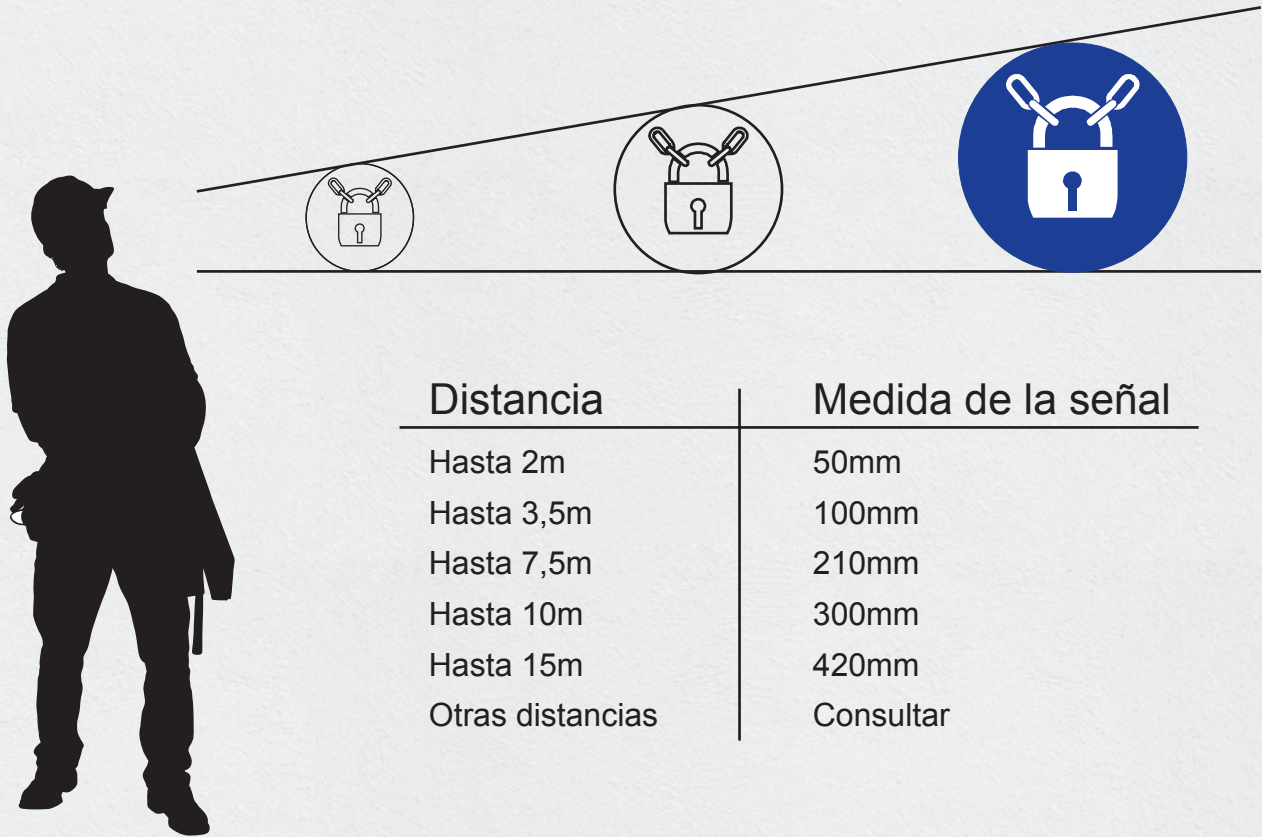 Distancia Medida de la señal
Hasta 2m 50mm
Hasta 3,5m 100mm
Hasta 7,5m 210mm
Hasta 10m 300mm
Hasta 15m 420mm
Otras distancias Consultar